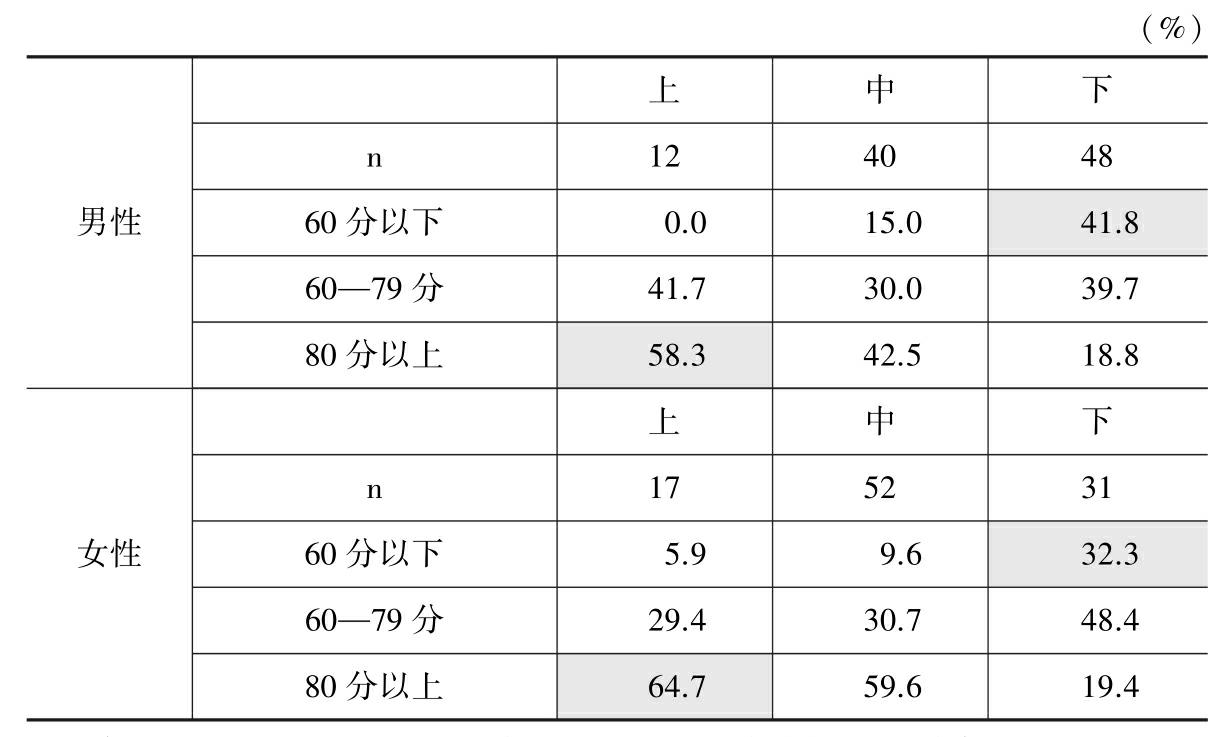 (%)
上 中 下
n 12 40 48
男性 60分以下 0.0 15.0 41.8
60—79分 41.7 30.0 39.7
80分以上 58.3 42.5 18.8
上 中 下
n 17 52 31
女性 60分以下 5.9 9.6 32.3
60—79分 29.4 30.7 48.4
80分以上 64.7 59.6 19.4